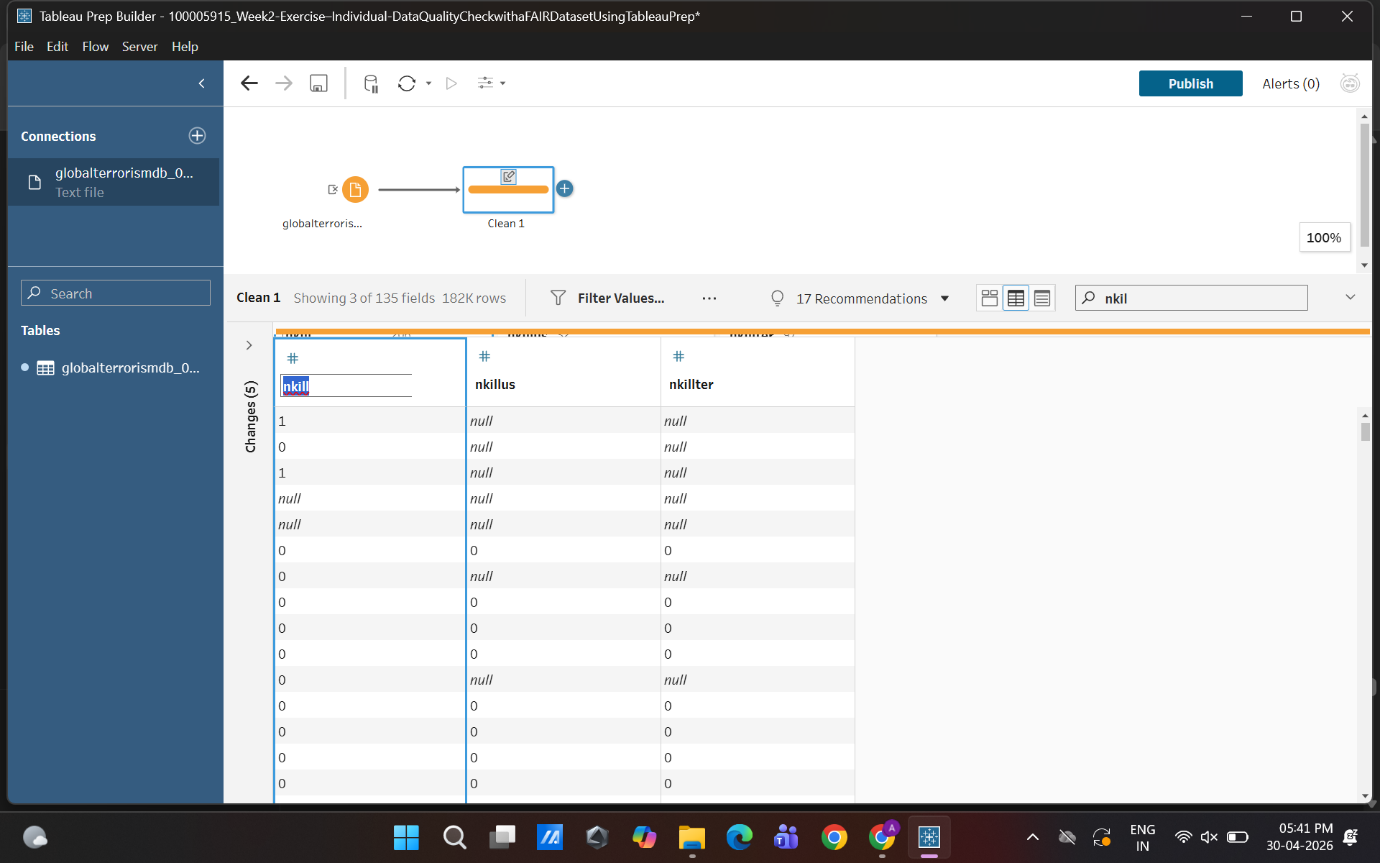 Tableau Prep Builder - 100005915_Week2-Exercise–Individual-DataQualityCheckwithaFAIRDatasetUsingTableauPrep*
File Edit Flow Server Help
Publish Alerts (0)
Connections
globalterrorismdb_0...
Text file
globalterroris...
Clean 1
100%
Search
Clean 1 Showing 3 of 135 fields 182K rows Filter Values... ... 17 Recommendations nkil
Tables
globalterrorismdb_0...
Changes (5)
nkill nkillus nkillter
1 null null
0 null null
1 null null
null null null
null null null
0 0 0
0 null null
0 0 0
0 0 0
0 0 0
0 null null
0 0 0
0 0 0
0 0 0
0 0 0
ENG
IN
05:41 PM
30-04-2026